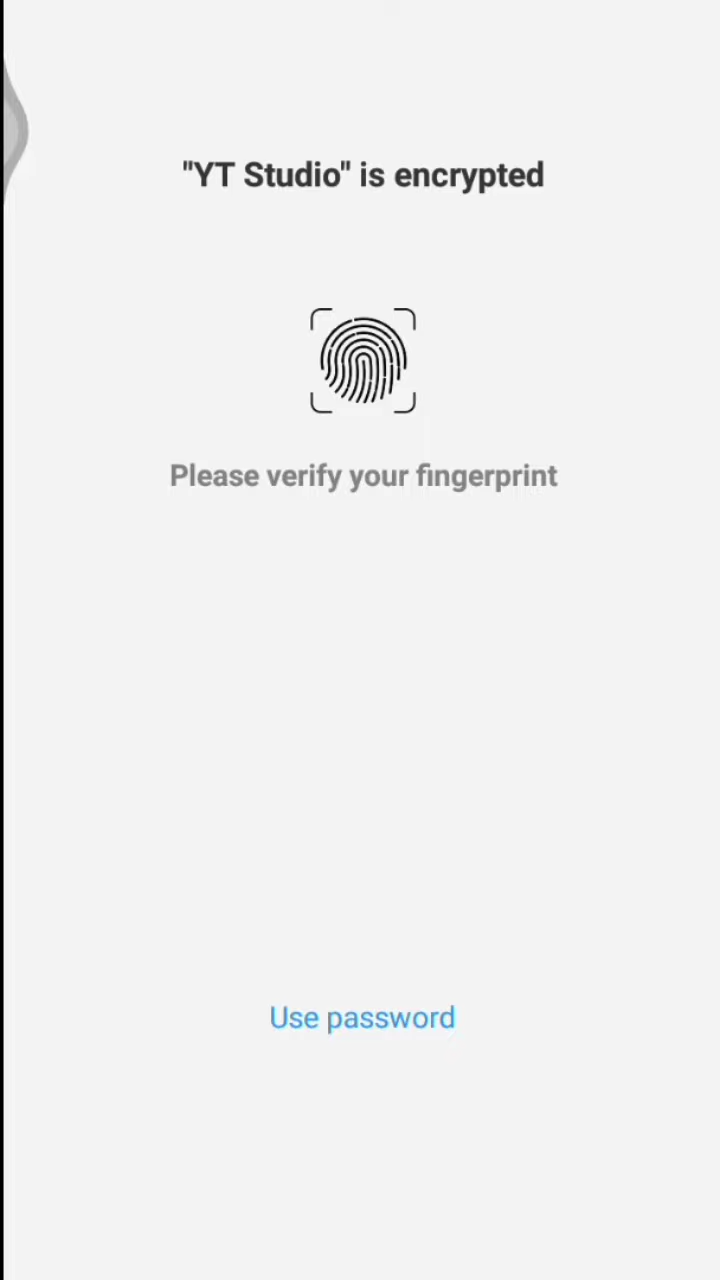 "YT Studio" is encrypted
Please verify your fingerprint
Use password